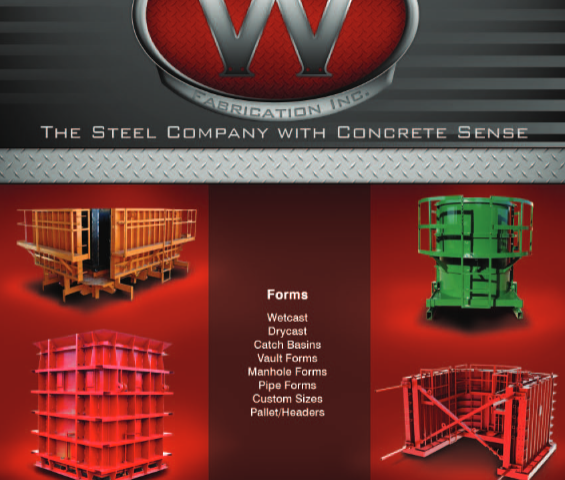 W
FABRICATION INC.
THE STEEL COMPANY WITH CONCRETE SENSE
Forms
Wetcast
Drycast
Catch Basins
Vault Forms
Manhole Forms
Pipe Forms
Custom Sizes
Pallet/Headers